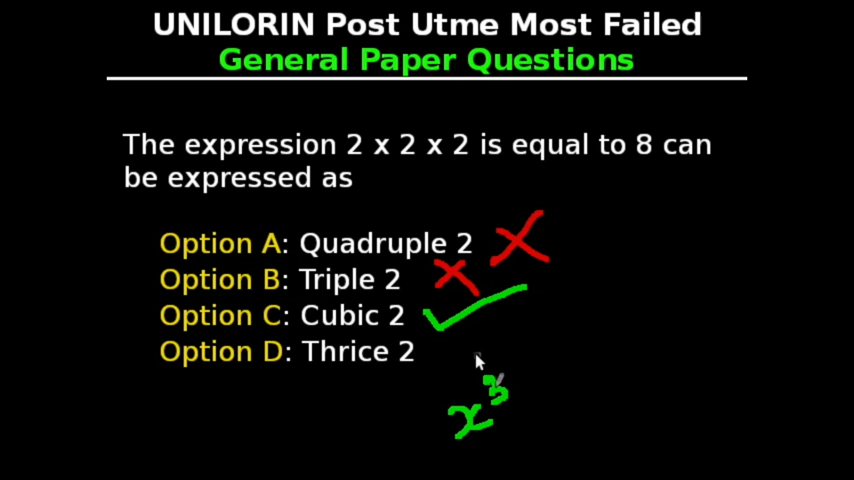 UNILORIN Post Utme Most Failed
General Paper Questions
The expression 2 x 2 x 2 is equal to 8 can
be expressed as
Option A: Quadruple 2
Option B: Triple 2
Option C: Cubic 2
Option D: Thrice 2
x³